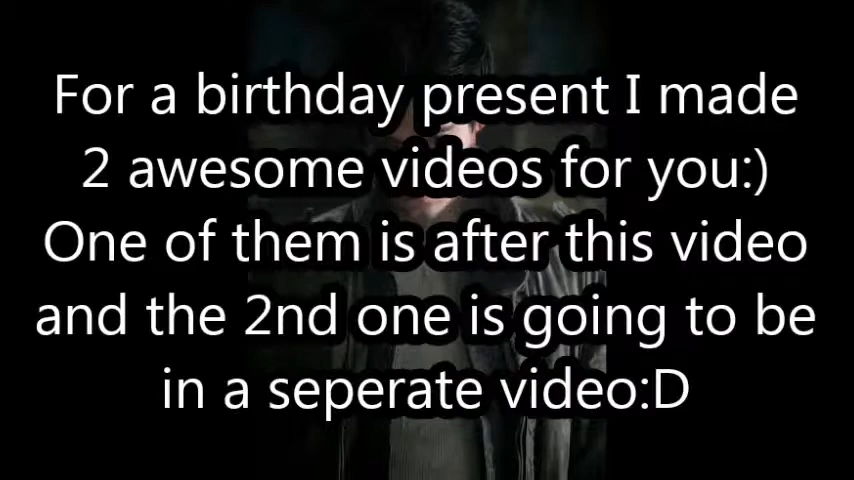 For a birthday present I made
2 awesome videos for you:)
One of them is after this video
and the 2nd one is going to be
in a seperate video:D